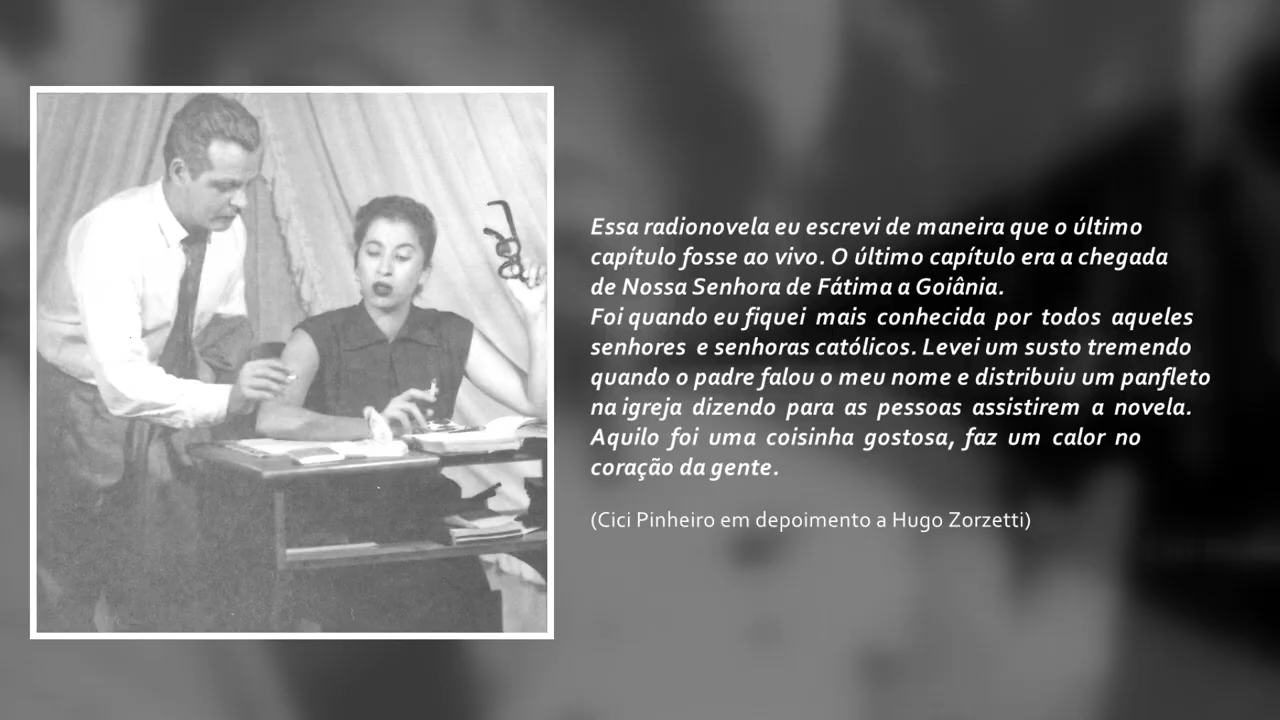 Essa radionovela eu escrevi de maneira que o último
capítulo fosse ao vivo. O último capítulo era a chegada
de Nossa Senhora de Fátima a Goiânia.
Foi quando eu fiquei mais conhecida por todos aqueles
senhores e senhoras católicos. Levei um susto tremendo
quando o padre falou o meu nome e distribuiu um panfleto
na igreja dizendo para as pessoas assistirem a novela.
Aquilo foi uma coisinha gostosa, faz um calor no
coração da gente.
(Cici Pinheiro em depoimento a Hugo Zorzetti)